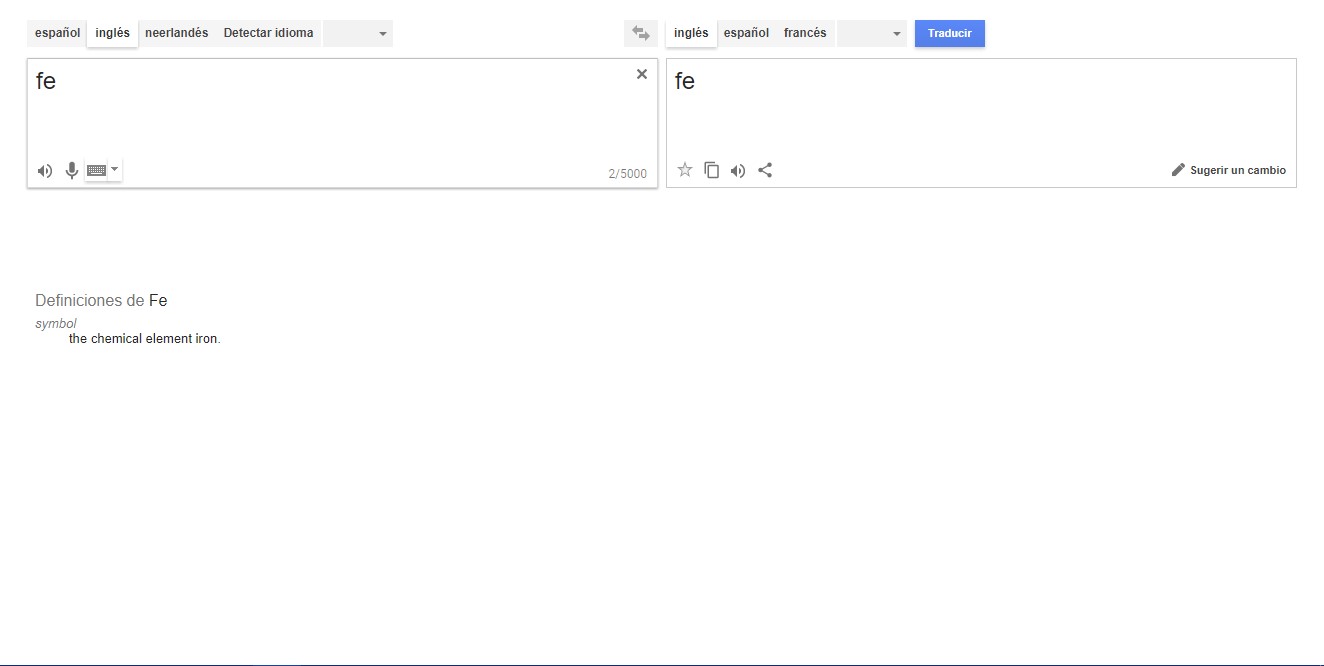 español inglés neerlandés Detectar idioma inglés español francés Traducir
fe
fe
2/5000
Sugerir un cambio
Definiciones de Fe
symbol
the chemical element iron.